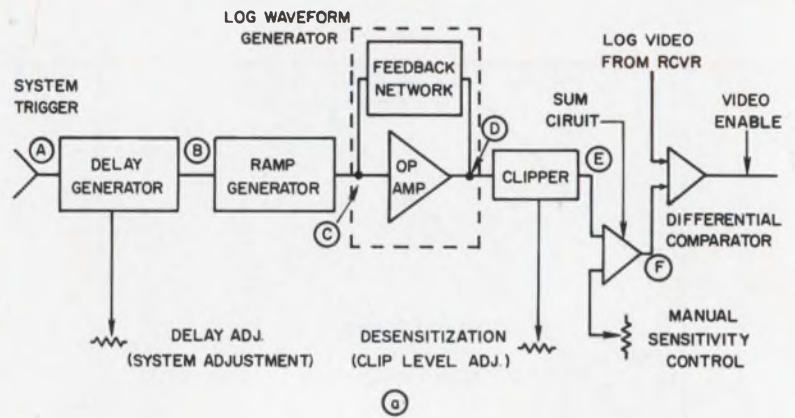 LOG WAVEFORM
GENERATOR
FEEDBACK
NETWORK
LOG VIDEO
FROM RCVR
SYSTEM
TRIGGER
SUM
CIRUIT
VIDEO
ENABLE
A
DELAY
GENERATOR
B
RAMP
GENERATOR
C
OP
AMP
D
CLIPPER
E
F
DIFFERENTIAL
COMPARATOR
DELAY ADJ.
(SYSTEM ADJUSTMENT)
DESENSITIZATION
(CLIP LEVEL ADJ.)
MANUAL
SENSITIVITY
CONTROL
a